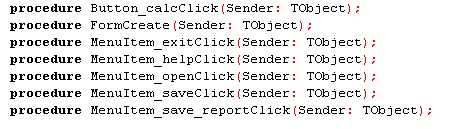 procedure Button_calcClick(Sender: TObject);
procedure FormCreate(Sender: TObject);
procedure MenuItem_exitClick(Sender: TObject);
procedure MenuItem_helpClick(Sender: TObject);
procedure MenuItem_openClick(Sender: TObject);
procedure MenuItem_saveClick(Sender: TObject);
procedure MenuItem_save_reportClick(Sender: TObject);